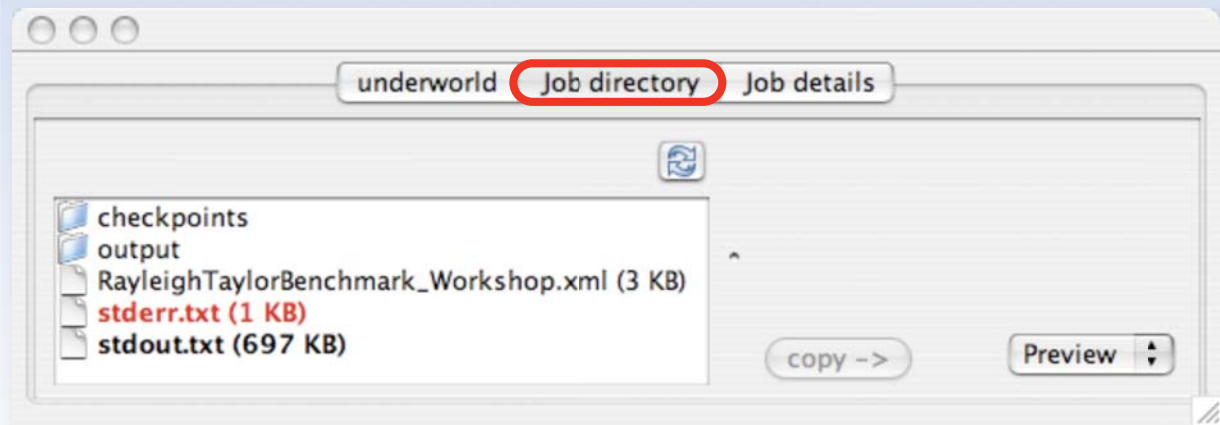 underworld Job directory Job details
checkpoints
output
RayleighTaylorBenchmark_Workshop.xml (3 KB)
stderr.txt (1 KB)
stdout.txt (697 KB)
copy -> Preview